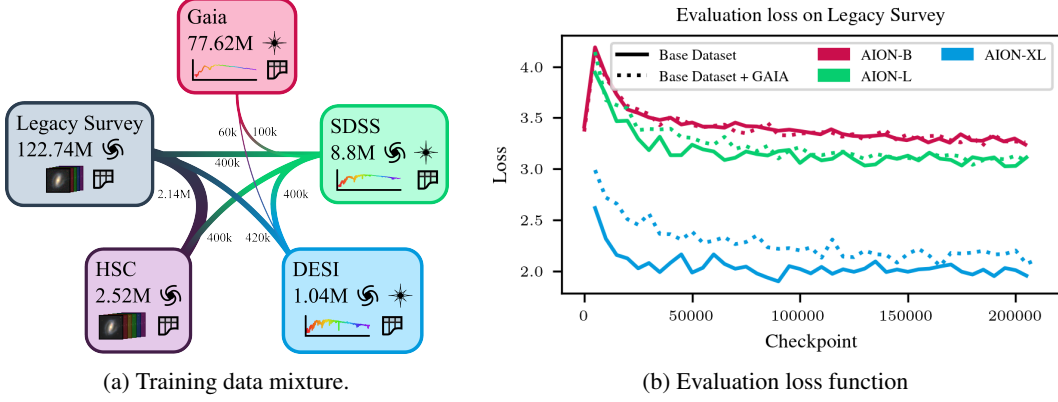 Gaia
77.62M
Legacy Survey
122.74M
SDSS
8.8M
HSC
2.52M
DESI
1.04M
60k
100k
400k
2.14M
400k
400k
420k
(a) Training data mixture.
Evaluation loss on Legacy Survey
Base Dataset
Base Dataset + GAIA
AION-B
AION-L
AION-XL
Loss
4.0
3.5
3.0
2.5
2.0
0
50000
100000
150000
200000
Checkpoint
(b) Evaluation loss function